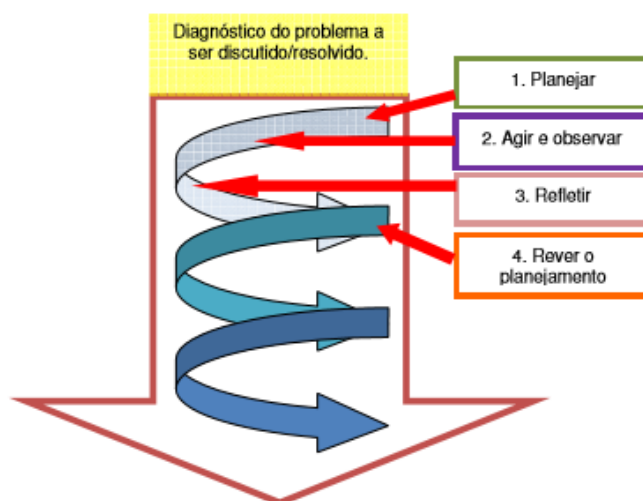 Diagnóstico do problema a
ser discutido/resolvido.
1. Planejar
2. Agir e observar
3. Refletir
4. Rever o
planejamento